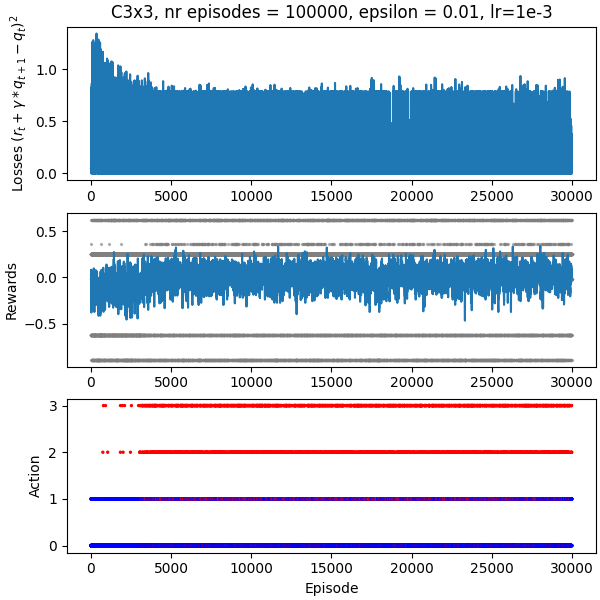 C3x3, nr episodes = 100000, epsilon = 0.01, lr=1e-3
Losses $(r_t + \gamma * q_{t+1} - q_t)^2$
1.0
0.5
0.0
0 5000 10000 15000 20000 25000 30000
Rewards
0.5
0.0
−0.5
0 5000 10000 15000 20000 25000 30000
Action
3
2
1
0
0 5000 10000 15000 20000 25000 30000
Episode